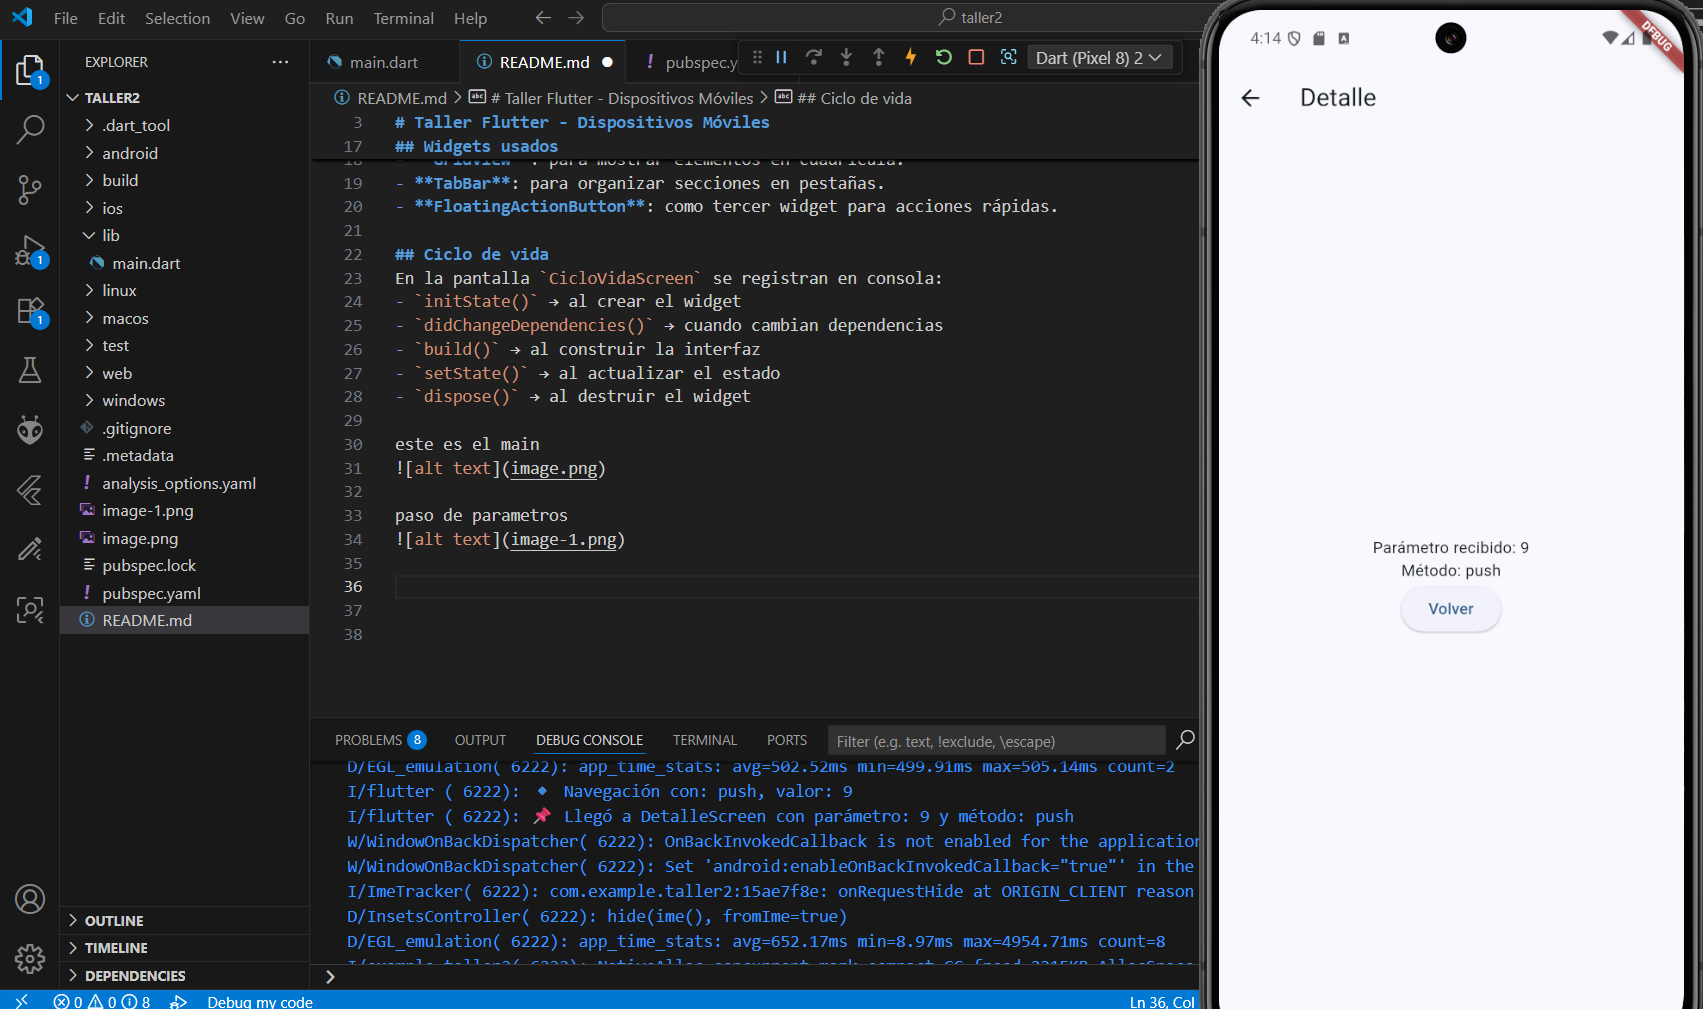 File Edit Selection View Go Run Terminal Help
taller2
EXPLORER
TALLER2
.dart_tool
android
build
ios
lib
main.dart
linux
macos
test
web
windows
.gitignore
.metadata
analysis_options.yaml
image-1.png
image.png
pubspec.lock
pubspec.yaml
README.md
OUTLINE
TIMELINE
DEPENDENCIES
1
1
1
main.dart
README.md
pubspec.y
Dart (Pixel 8) 2
README.md > # Taller Flutter - Dispositivos Móviles > ## Ciclo de vida
3 # Taller Flutter - Dispositivos Móviles
17 ## Widgets usados
18 - **GridView**: para mostrar elementos en cuadrícula.
19 - **TabBar**: para organizar secciones en pestañas.
20 - **FloatingActionButton**: como tercer widget para acciones rápidas.
21
22 ## Ciclo de vida
23 En la pantalla `CicloVidaScreen` se registran en consola:
24 - `initState()` → al crear el widget
25 - `didChangeDependencies()` → cuando cambian dependencias
26 - `build()` → al construir la interfaz
27 - `setState()` → al actualizar el estado
28 - `dispose()` → al destruir el widget
29
30 este es el main
31 ![alt text](image.png)
32
33 paso de parametros
34 ![alt text](image-1.png)
35
36
37
38
PROBLEMS 8 OUTPUT DEBUG CONSOLE TERMINAL PORTS
Filter (e.g. text, !exclude, \escape)
D/EGL_emulation( 6222): app_time_stats: avg=502.52ms min=499.91ms max=505.14ms count=2
I/flutter ( 6222): 🔹 Navegación con: push, valor: 9
I/flutter ( 6222): 📌 Llegó a DetalleScreen con parámetro: 9 y método: push
W/WindowOnBackDispatcher( 6222): OnBackInvokedCallback is not enabled for the application
W/WindowOnBackDispatcher( 6222): Set 'android:enableOnBackInvokedCallback="true"' in the
I/ImeTracker( 6222): com.example.taller2:15ae7f8e: onRequestHide at ORIGIN_CLIENT reason
D/InsetsController( 6222): hide(ime(), fromIme=true)
D/EGL_emulation( 6222): app_time_stats: avg=652.17ms min=8.97ms max=4954.71ms count=8
0 0 8 Debug my code
Ln 36, Col
4:14
DEBUG
Detalle
Parámetro recibido: 9
Método: push
Volver